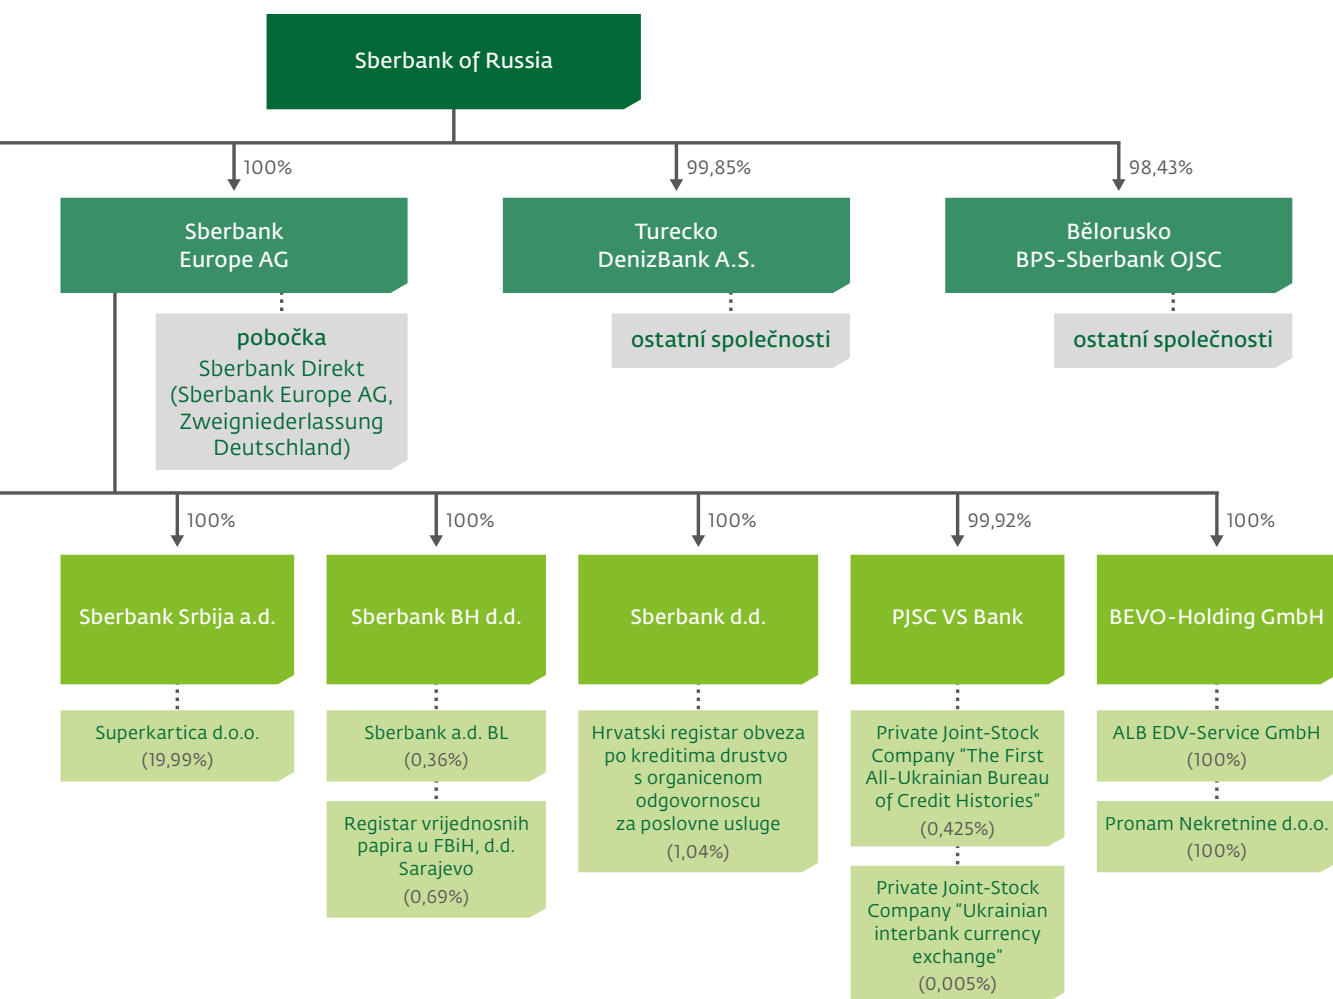 Sberbank of Russia
100%
99,85%
98,43%
Sberbank
Europe AG
Turecko
DenizBank A.S.
Bělorusko
BPS-Sberbank OJSC
pobočka
Sberbank Direkt
(Sberbank Europe AG,
Zweigniederlassung
Deutschland)
ostatní společnosti
ostatní společnosti
100%
100%
100%
99,92%
100%
Sberbank Srbija a.d.
Sberbank BH d.d.
Sberbank d.d.
PJSC VS Bank
BEVO-Holding GmbH
Superkartica d.o.o.
(19,99%)
Sberbank a.d. BL
(0,36%)
Registar vrijednosnih
papira u FBiH, d.d.
Sarajevo
(0,69%)
Hrvatski registar obveza
po kreditima drustvo
s organicenom
odgovornoscu
za poslovne usluge
(1,04%)
Private Joint-Stock
Company “The First
All-Ukrainian Bureau
of Credit Histories”
(0,425%)
Private Joint-Stock
Company “Ukrainian
interbank currency
exchange”
(0,005%)
ALB EDV-Service GmbH
(100%)
Pronam Nekretnine d.o.o.
(100%)